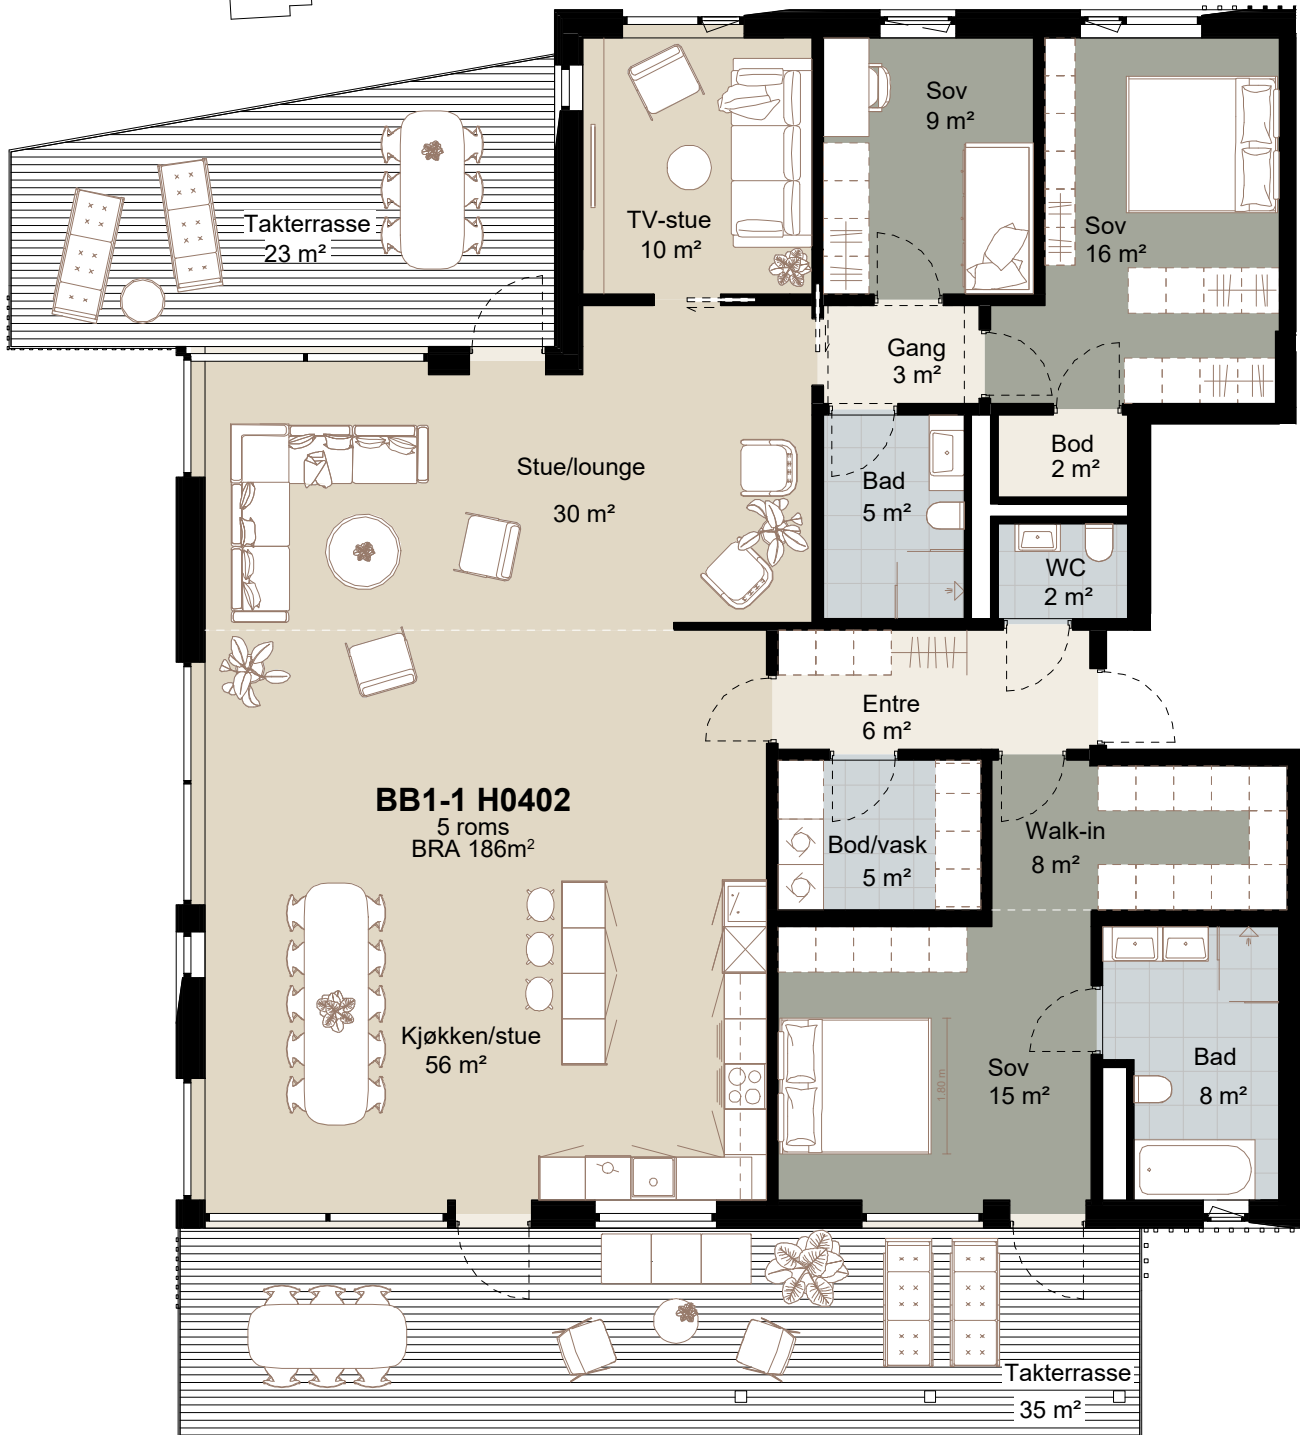 Sov
9 m²
TV-stue
10 m²
Sov
16 m²
Takterrasse
23 m²
Gang
3 m²
Bod
2 m²
Stue/lounge
30 m²
Bad
5 m²
WC
2 m²
Entre
6 m²
BB1-1 H0402
5 roms
BRA 186m²
Bod/vask
5 m²
Walk-in
8 m²
Kjøkken/stue
56 m²
Sov
15 m²
1.80 m
Bad
8 m²
Takterrasse
35 m²